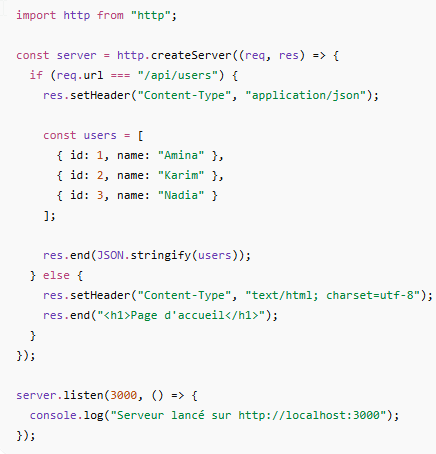 import http from "http";

const server = http.createServer((req, res) => {
  if (req.url === "/api/users") {
    res.setHeader("Content-Type", "application/json");

    const users = [
      { id: 1, name: "Amina" },
      { id: 2, name: "Karim" },
      { id: 3, name: "Nadia" }
    ];

    res.end(JSON.stringify(users));
  } else {
    res.setHeader("Content-Type", "text/html; charset=utf-8");
    res.end("<h1>Page d'accueil</h1>");
  }
});

server.listen(3000, () => {
  console.log("Serveur lancé sur http://localhost:3000");
});